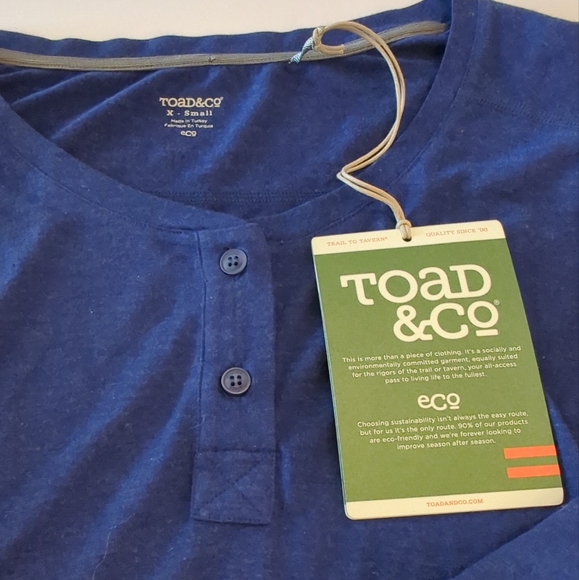 TOAD&CO®
X - Small
Made in Turkey
Fabriqué En Turquie
eco
TRAIL TO TAVERN® QUALITY SINCE '96
TOAD
&CO®
This is more than a piece of clothing. It's a socially and
environmentally committed garment, equally suited
for the rigors of the trail or tavern, your all-access
pass to living life to the fullest.
eco
Choosing sustainability isn't always the easy route,
but for us it's the only route. 90% of our products
are eco-friendly and we're forever looking to
improve season after season.
TOADANDCO.COM